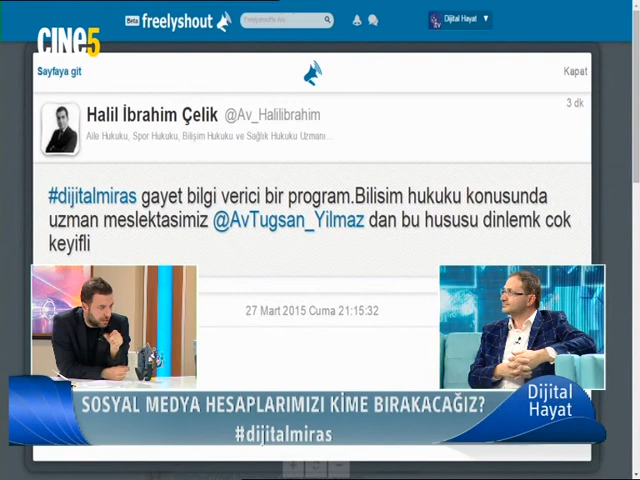 Beta freelyshout
Dijital Hayat
CINE5
Sayfaya git
Kapat
3 dk
Halil İbrahim Çelik @Av_Halilibrahim
Aile Hukuku, Spor Hukuku, Bilişim Hukuku ve Sağlık Hukuku Uzmanı...
#dijitalmiras gayet bilgi verici bir program.Bilisim hukuku konusunda
uzman meslektasimiz @AvTugsan_Yilmaz dan bu hususu dinlemk cok
keyifli
27 Mart 2015 Cuma 21:15:32
SOSYAL MEDYA HESAPLARIMIZI KİME BIRAKACAĞIZ?
#dijitalmiras
Dijital
Hayat